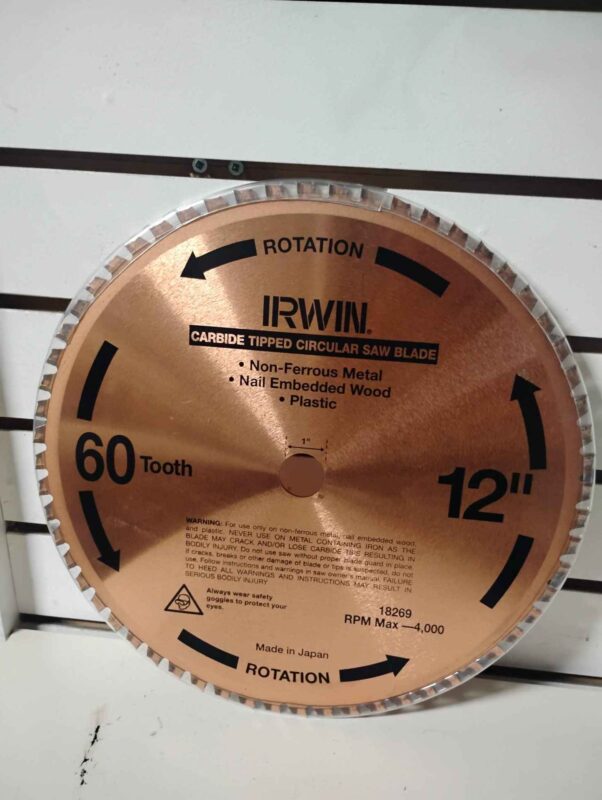 ROTATION
IRWIN®
CARBIDE TIPPED CIRCULAR SAW BLADE
• Non-Ferrous Metal
• Nail Embedded Wood
• Plastic
1"
60 Tooth
12"
WARNING: For use only on non-ferrous metal, nail embedded wood,
and plastic. NEVER USE ON METAL CONTAINING IRON AS THE
BLADE MAY CRACK AND/OR LOSE CARBIDE TIPS RESULTING IN
BODILY INJURY. Do not use saw without proper blade guard in place.
If cracks, breaks or other damage of blade or tips is suspected, do not
use. Follow instructions and warnings in saw owner's manual. FAILURE
TO HEED ALL WARNINGS AND INSTRUCTIONS MAY RESULT IN
SERIOUS BODILY INJURY
Always wear safety
goggles to protect your
eyes.
18269
RPM Max —4,000
Made in Japan
ROTATION